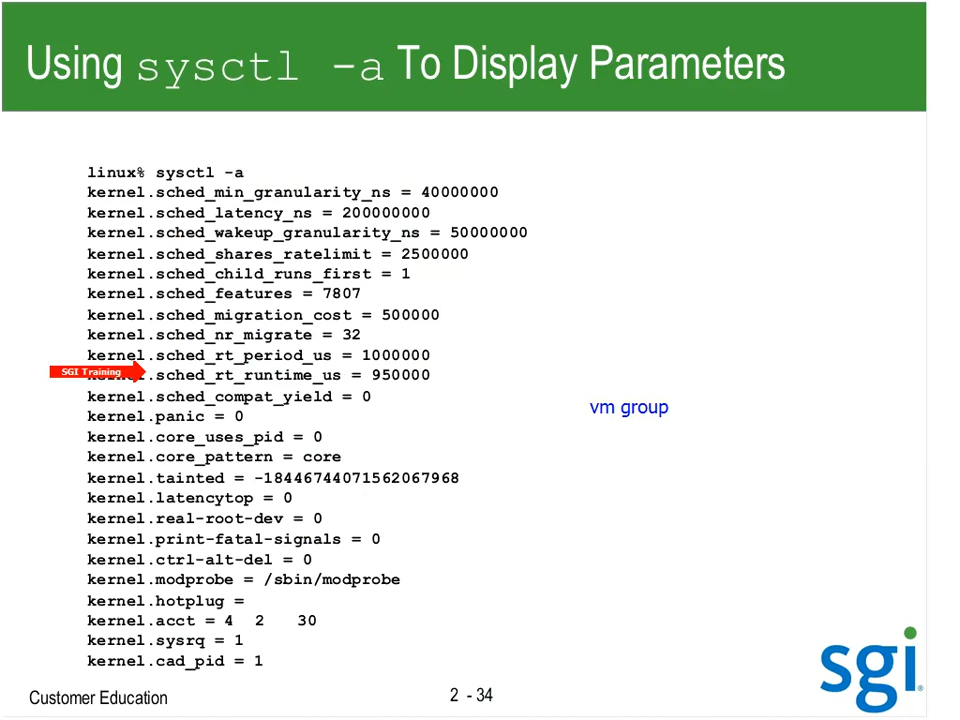 Using sysctl -a To Display Parameters
linux% sysctl -a
kernel.sched_min_granularity_ns = 40000000
kernel.sched_latency_ns = 200000000
kernel.sched_wakeup_granularity_ns = 50000000
kernel.sched_shares_ratelimit = 2500000
kernel.sched_child_runs_first = 1
kernel.sched_features = 7807
kernel.sched_migration_cost = 500000
kernel.sched_nr_migrate = 32
kernel.sched_rt_period_us = 1000000
SGI Training
kernel.sched_rt_runtime_us = 950000
kernel.sched_compat_yield = 0
vm group
kernel.panic = 0
kernel.core_uses_pid = 0
kernel.core_pattern = core
kernel.tainted = -18446744071562067968
kernel.latencytop = 0
kernel.real-root-dev = 0
kernel.print-fatal-signals = 0
kernel.ctrl-alt-del = 0
kernel.modprobe = /sbin/modprobe
kernel.hotplug =
kernel.acct = 4 2 30
kernel.sysrq = 1
kernel.cad_pid = 1
sgi®
Customer Education
2 - 34